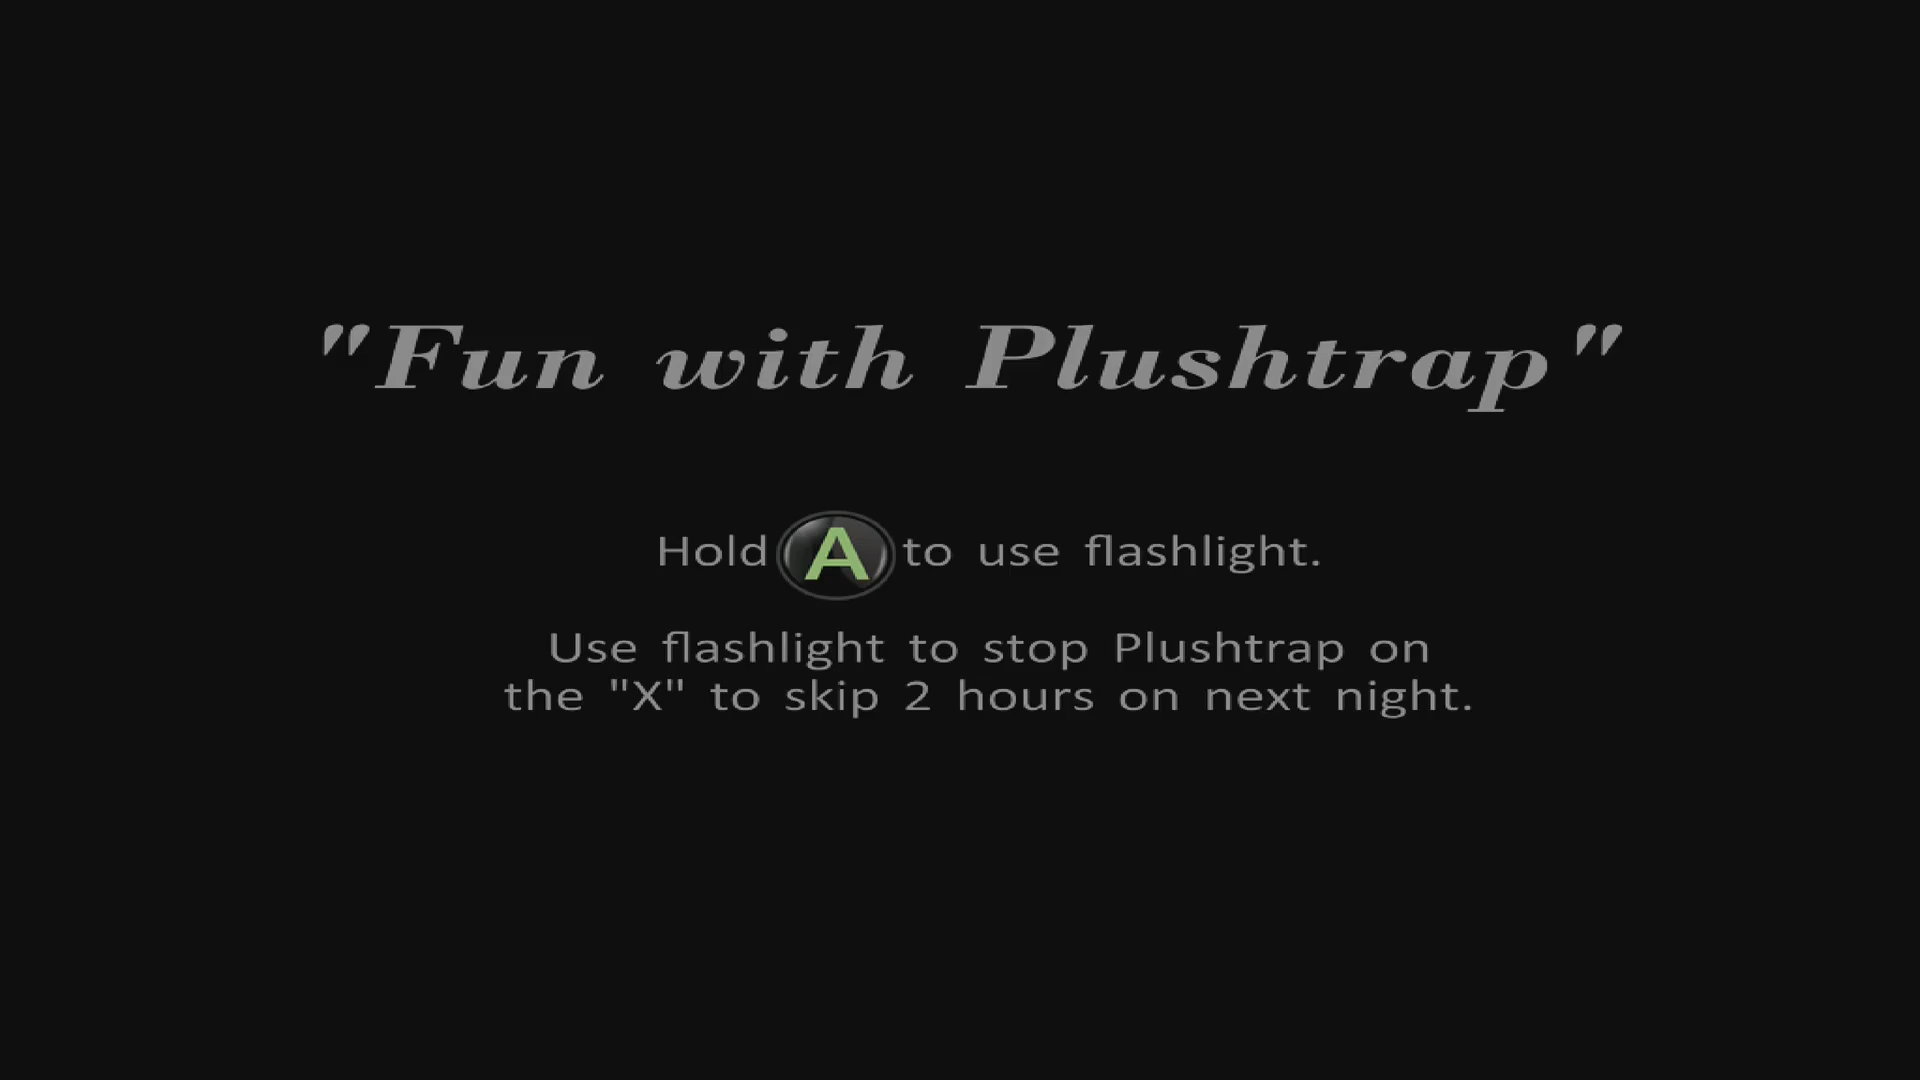 "Fun with Plushtrap"
Hold A to use flashlight.
Use flashlight to stop Plushtrap on
the "X" to skip 2 hours on next night.